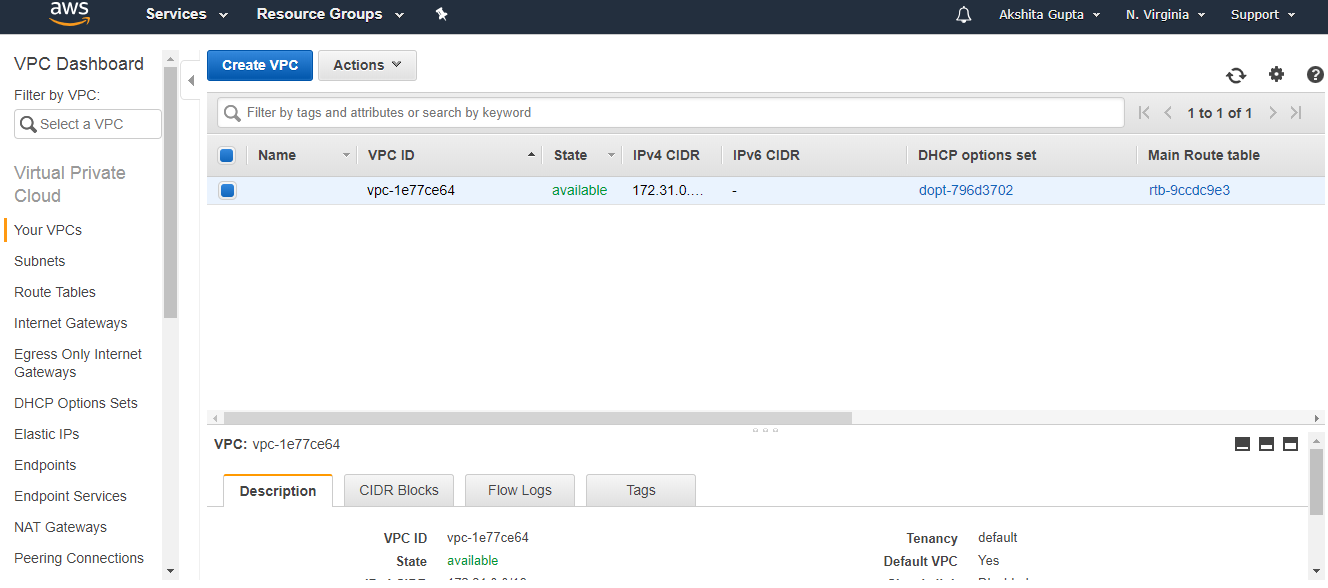 aws Services Resource Groups Akshita Gupta N. Virginia Support
VPC Dashboard
Filter by VPC:
Select a VPC
Virtual Private
Cloud
Your VPCs
Subnets
Route Tables
Internet Gateways
Egress Only Internet
Gateways
DHCP Options Sets
Elastic IPs
Endpoints
Endpoint Services
NAT Gateways
Peering Connections
Create VPC Actions
Filter by tags and attributes or search by keyword
1 to 1 of 1
Name VPC ID State IPv4 CIDR IPv6 CIDR DHCP options set Main Route table
vpc-1e77ce64 available 172.31.0.... - dopt-796d3702 rtb-9ccdc9e3
VPC: vpc-1e77ce64
Description CIDR Blocks Flow Logs Tags
VPC ID vpc-1e77ce64 Tenancy default
State available Default VPC Yes